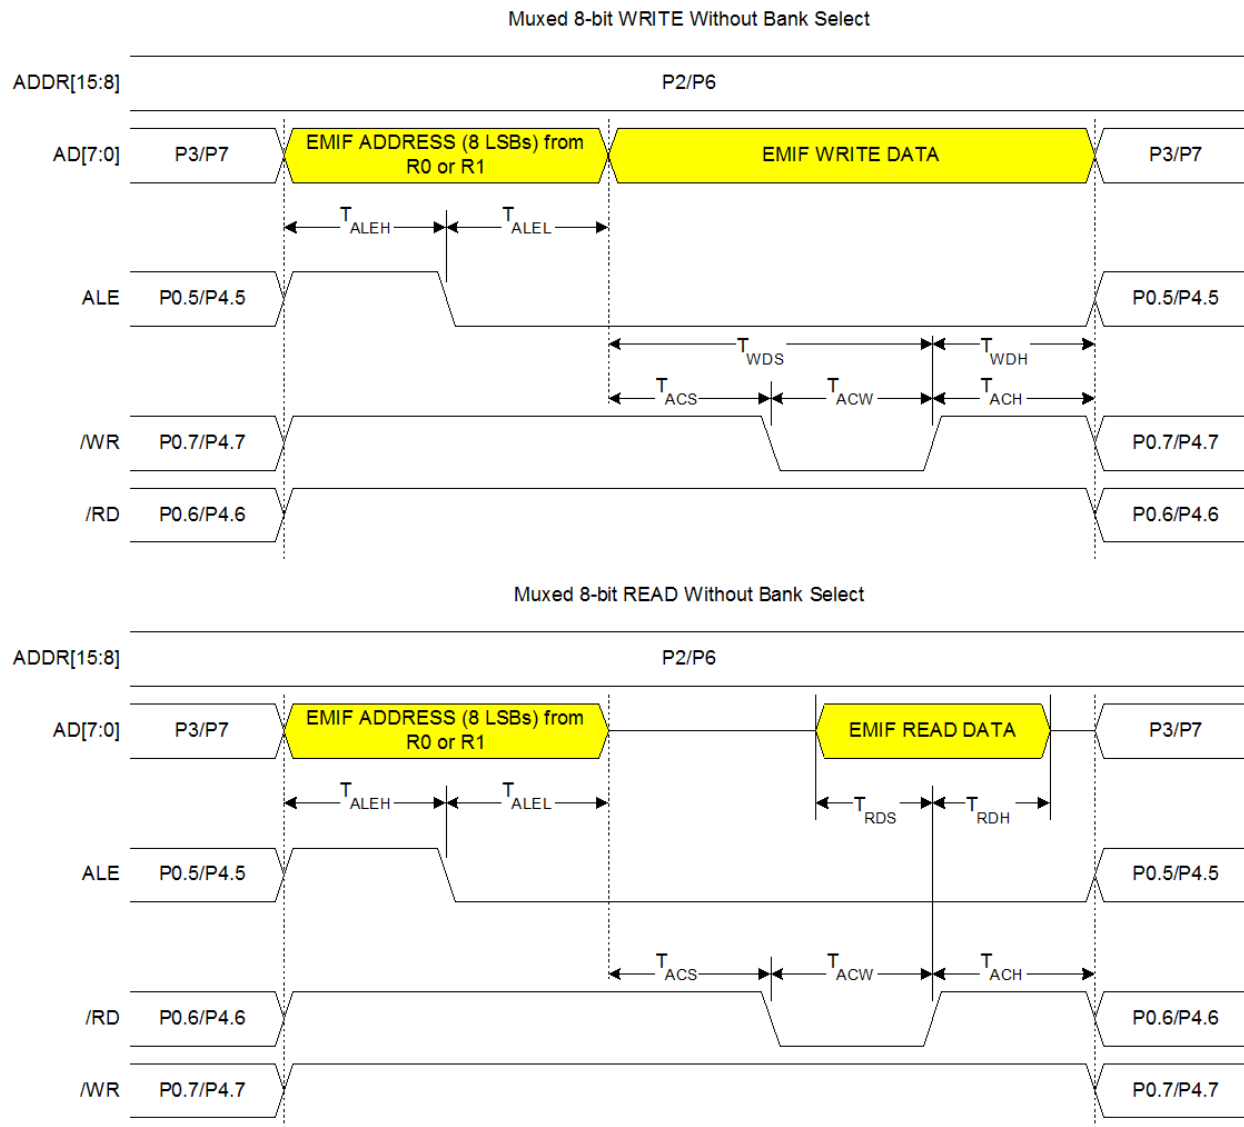 Muxed 8-bit WRITE Without Bank Select
ADDR[15:8] P2/P6
AD[7:0] P3/P7 EMIF ADDRESS (8 LSBs) from R0 or R1 EMIF WRITE DATA P3/P7
TALEH TALEL
ALE P0.5/P4.5 P0.5/P4.5
TWDS TWDH
TACS TACW TACH
/WR P0.7/P4.7 P0.7/P4.7
/RD P0.6/P4.6 P0.6/P4.6
Muxed 8-bit READ Without Bank Select
ADDR[15:8] P2/P6
AD[7:0] P3/P7 EMIF ADDRESS (8 LSBs) from R0 or R1 EMIF READ DATA P3/P7
TALEH TALEL TRDS TRDH
ALE P0.5/P4.5 P0.5/P4.5
TACS TACW TACH
/RD P0.6/P4.6 P0.6/P4.6
/WR P0.7/P4.7 P0.7/P4.7